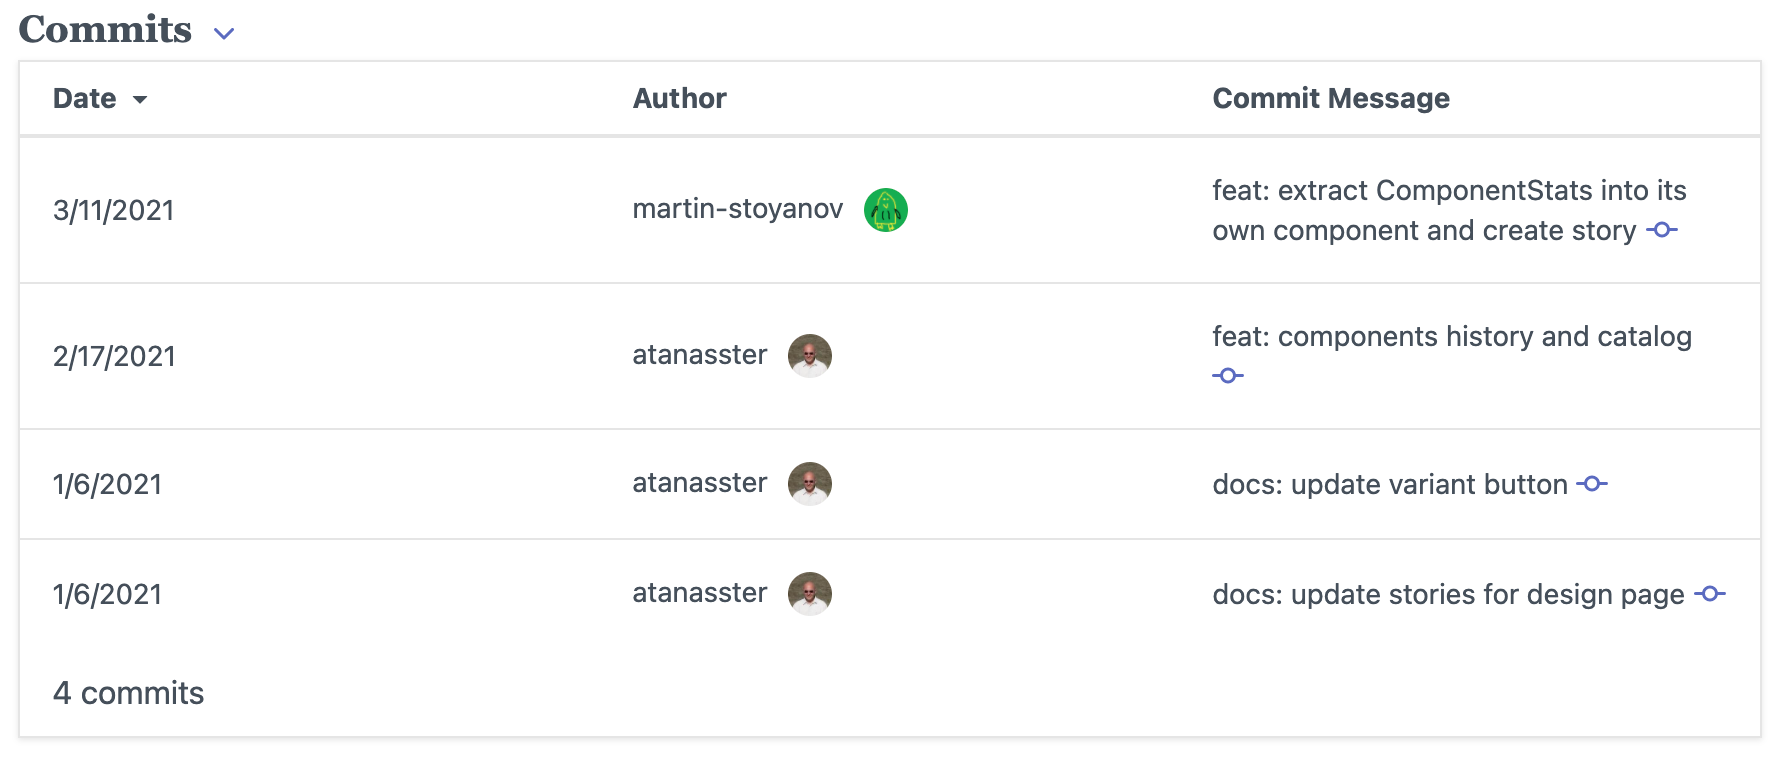 Commits
Date Author Commit Message
3/11/2021 martin-stoyanov feat: extract ComponentStats into its
own component and create story
2/17/2021 atanasster feat: components history and catalog
1/6/2021 atanasster docs: update variant button
1/6/2021 atanasster docs: update stories for design page
4 commits